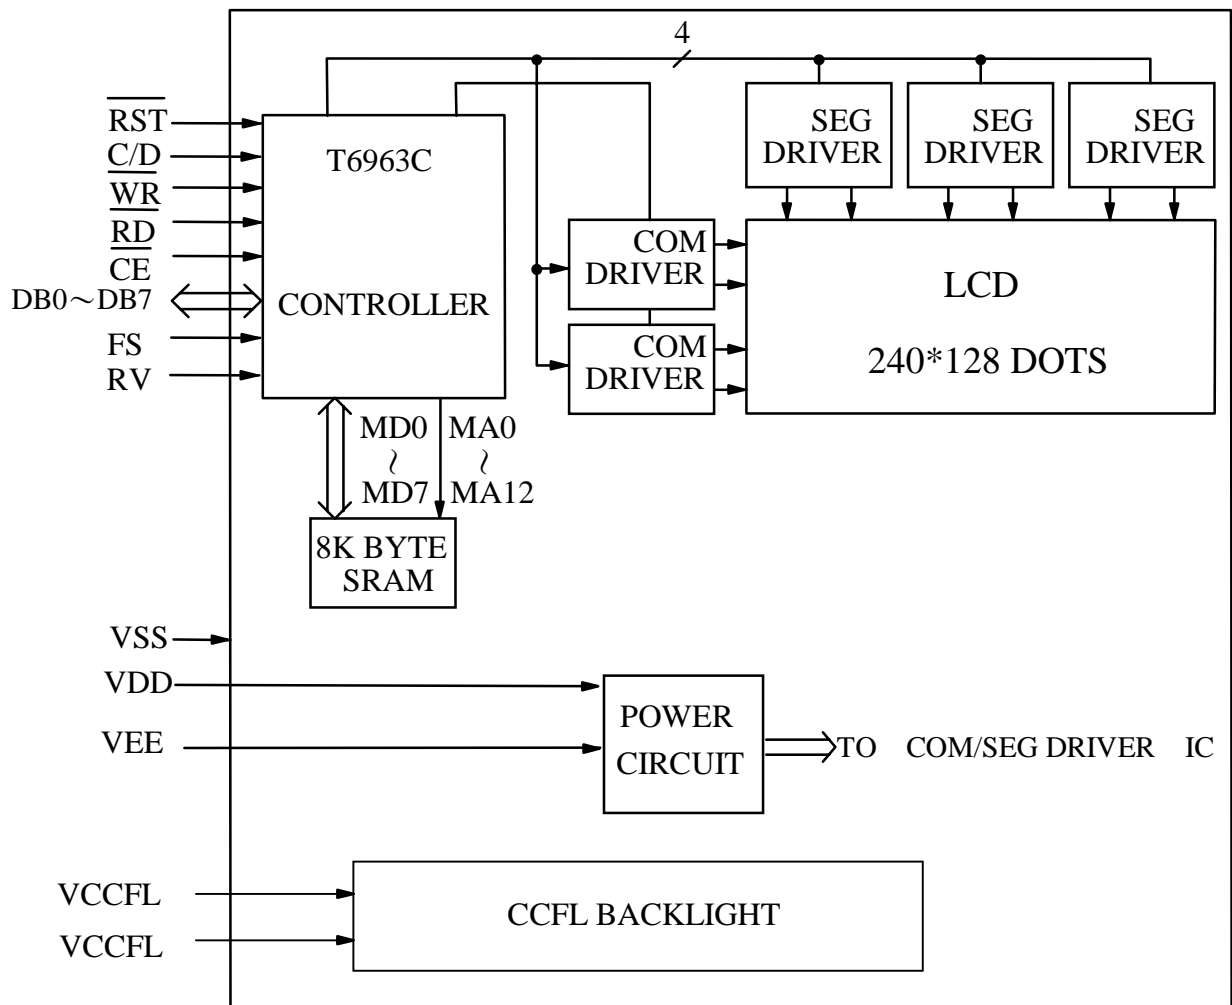 4
RST
C/D
WR
RD
CE
DB0～DB7
FS
RV
T6963C
CONTROLLER
SEG
DRIVER
SEG
DRIVER
SEG
DRIVER
COM
DRIVER
COM
DRIVER
LCD
240*128 DOTS
MD0
～
MD7
MA0
～
MA12
8K BYTE
SRAM
VSS
VDD
VEE
POWER
CIRCUIT
TO COM/SEG DRIVER IC
VCCFL
VCCFL
CCFL BACKLIGHT